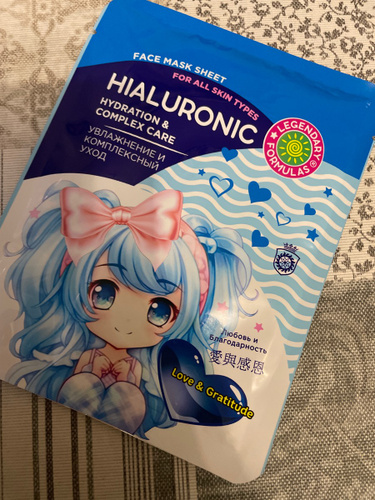 FACE MASK SHEET
FOR ALL SKIN TYPES
HIALURONIC
HYDRATION &
COMPLEX CARE
УВЛАЖНЕНИЕ И
КОМПЛЕКСНЫЙ
УХОД
LEGENDARY
FORMULAS®
Любовь и
Благодарность
愛與感恩
Love & Gratitude